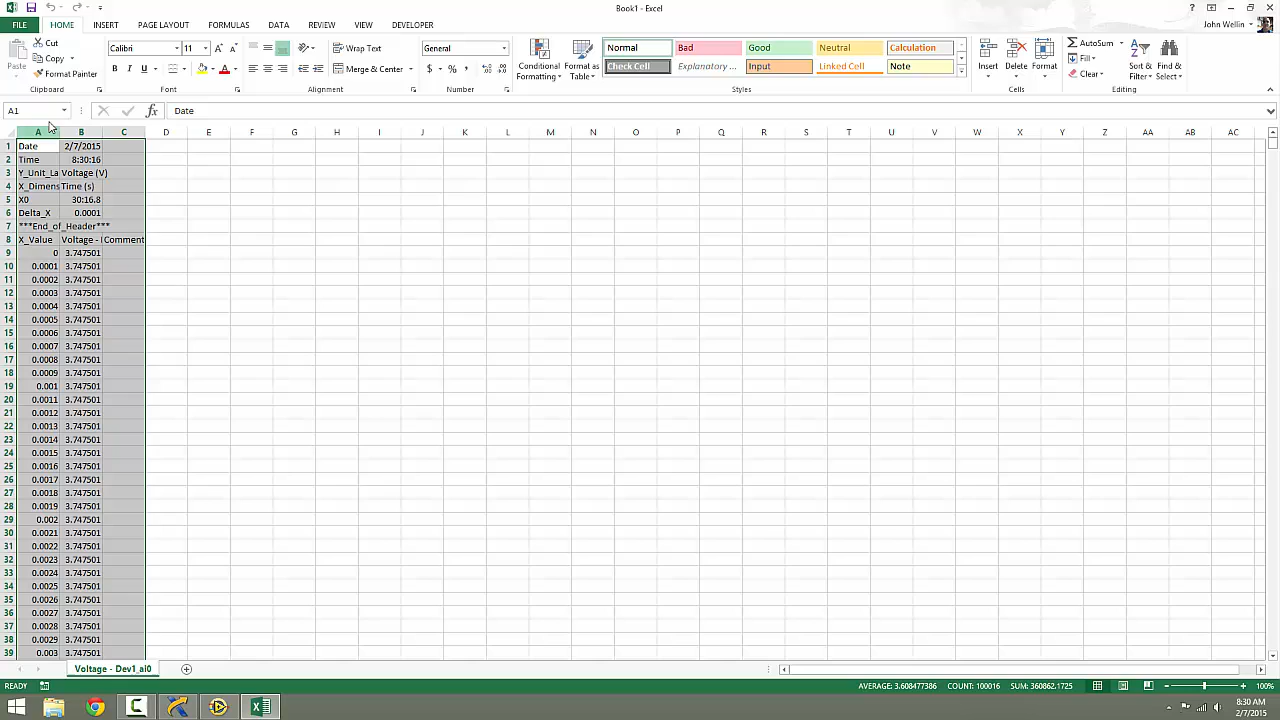 Book1 - Excel
FILE HOME INSERT PAGE LAYOUT FORMULAS DATA REVIEW VIEW DEVELOPER John Wellin
Paste Cut Copy Format Painter Clipboard
Calibri 11 B U A Font
Wrap Text Merge & Center Alignment
General $ % Number
Conditional Formatting Format as Table
Normal Bad Good Neutral Calculation
Check Cell Explanatory ... Input Linked Cell Note
Styles
Insert Delete Format Cells
AutoSum Fill Clear Sort & Filter Find & Select Editing
A1 fx Date
A B C D E F G H I J K L M N O P Q R S T U V W X Y Z AA AB AC
1 Date 2/7/2015
2 Time 8:30:16
3 Y_Unit_La Voltage (V)
4 X_Dimens Time (s)
5 X0 30:16.8
6 Delta_X 0.0001
7 ***End_of_Header***
8 X_Value Voltage - Comment
9 0 3.747501
10 0.0001 3.747501
11 0.0002 3.747501
12 0.0003 3.747501
13 0.0004 3.747501
14 0.0005 3.747501
15 0.0006 3.747501
16 0.0007 3.747501
17 0.0008 3.747501
18 0.0009 3.747501
19 0.001 3.747501
20 0.0011 3.747501
21 0.0012 3.747501
22 0.0013 3.747501
23 0.0014 3.747501
24 0.0015 3.747501
25 0.0016 3.747501
26 0.0017 3.747501
27 0.0018 3.747501
28 0.0019 3.747501
29 0.002 3.747501
30 0.0021 3.747501
31 0.0022 3.747501
32 0.0023 3.747501
33 0.0024 3.747501
34 0.0025 3.747501
35 0.0026 3.747501
36 0.0027 3.747501
37 0.0028 3.747501
38 0.0029 3.747501
39 0.003 3.747501
Voltage - Dev1_ai0
READY AVERAGE: 3.608477386 COUNT: 100016 SUM: 360862.1725 100%
8:30 AM
2/7/2015